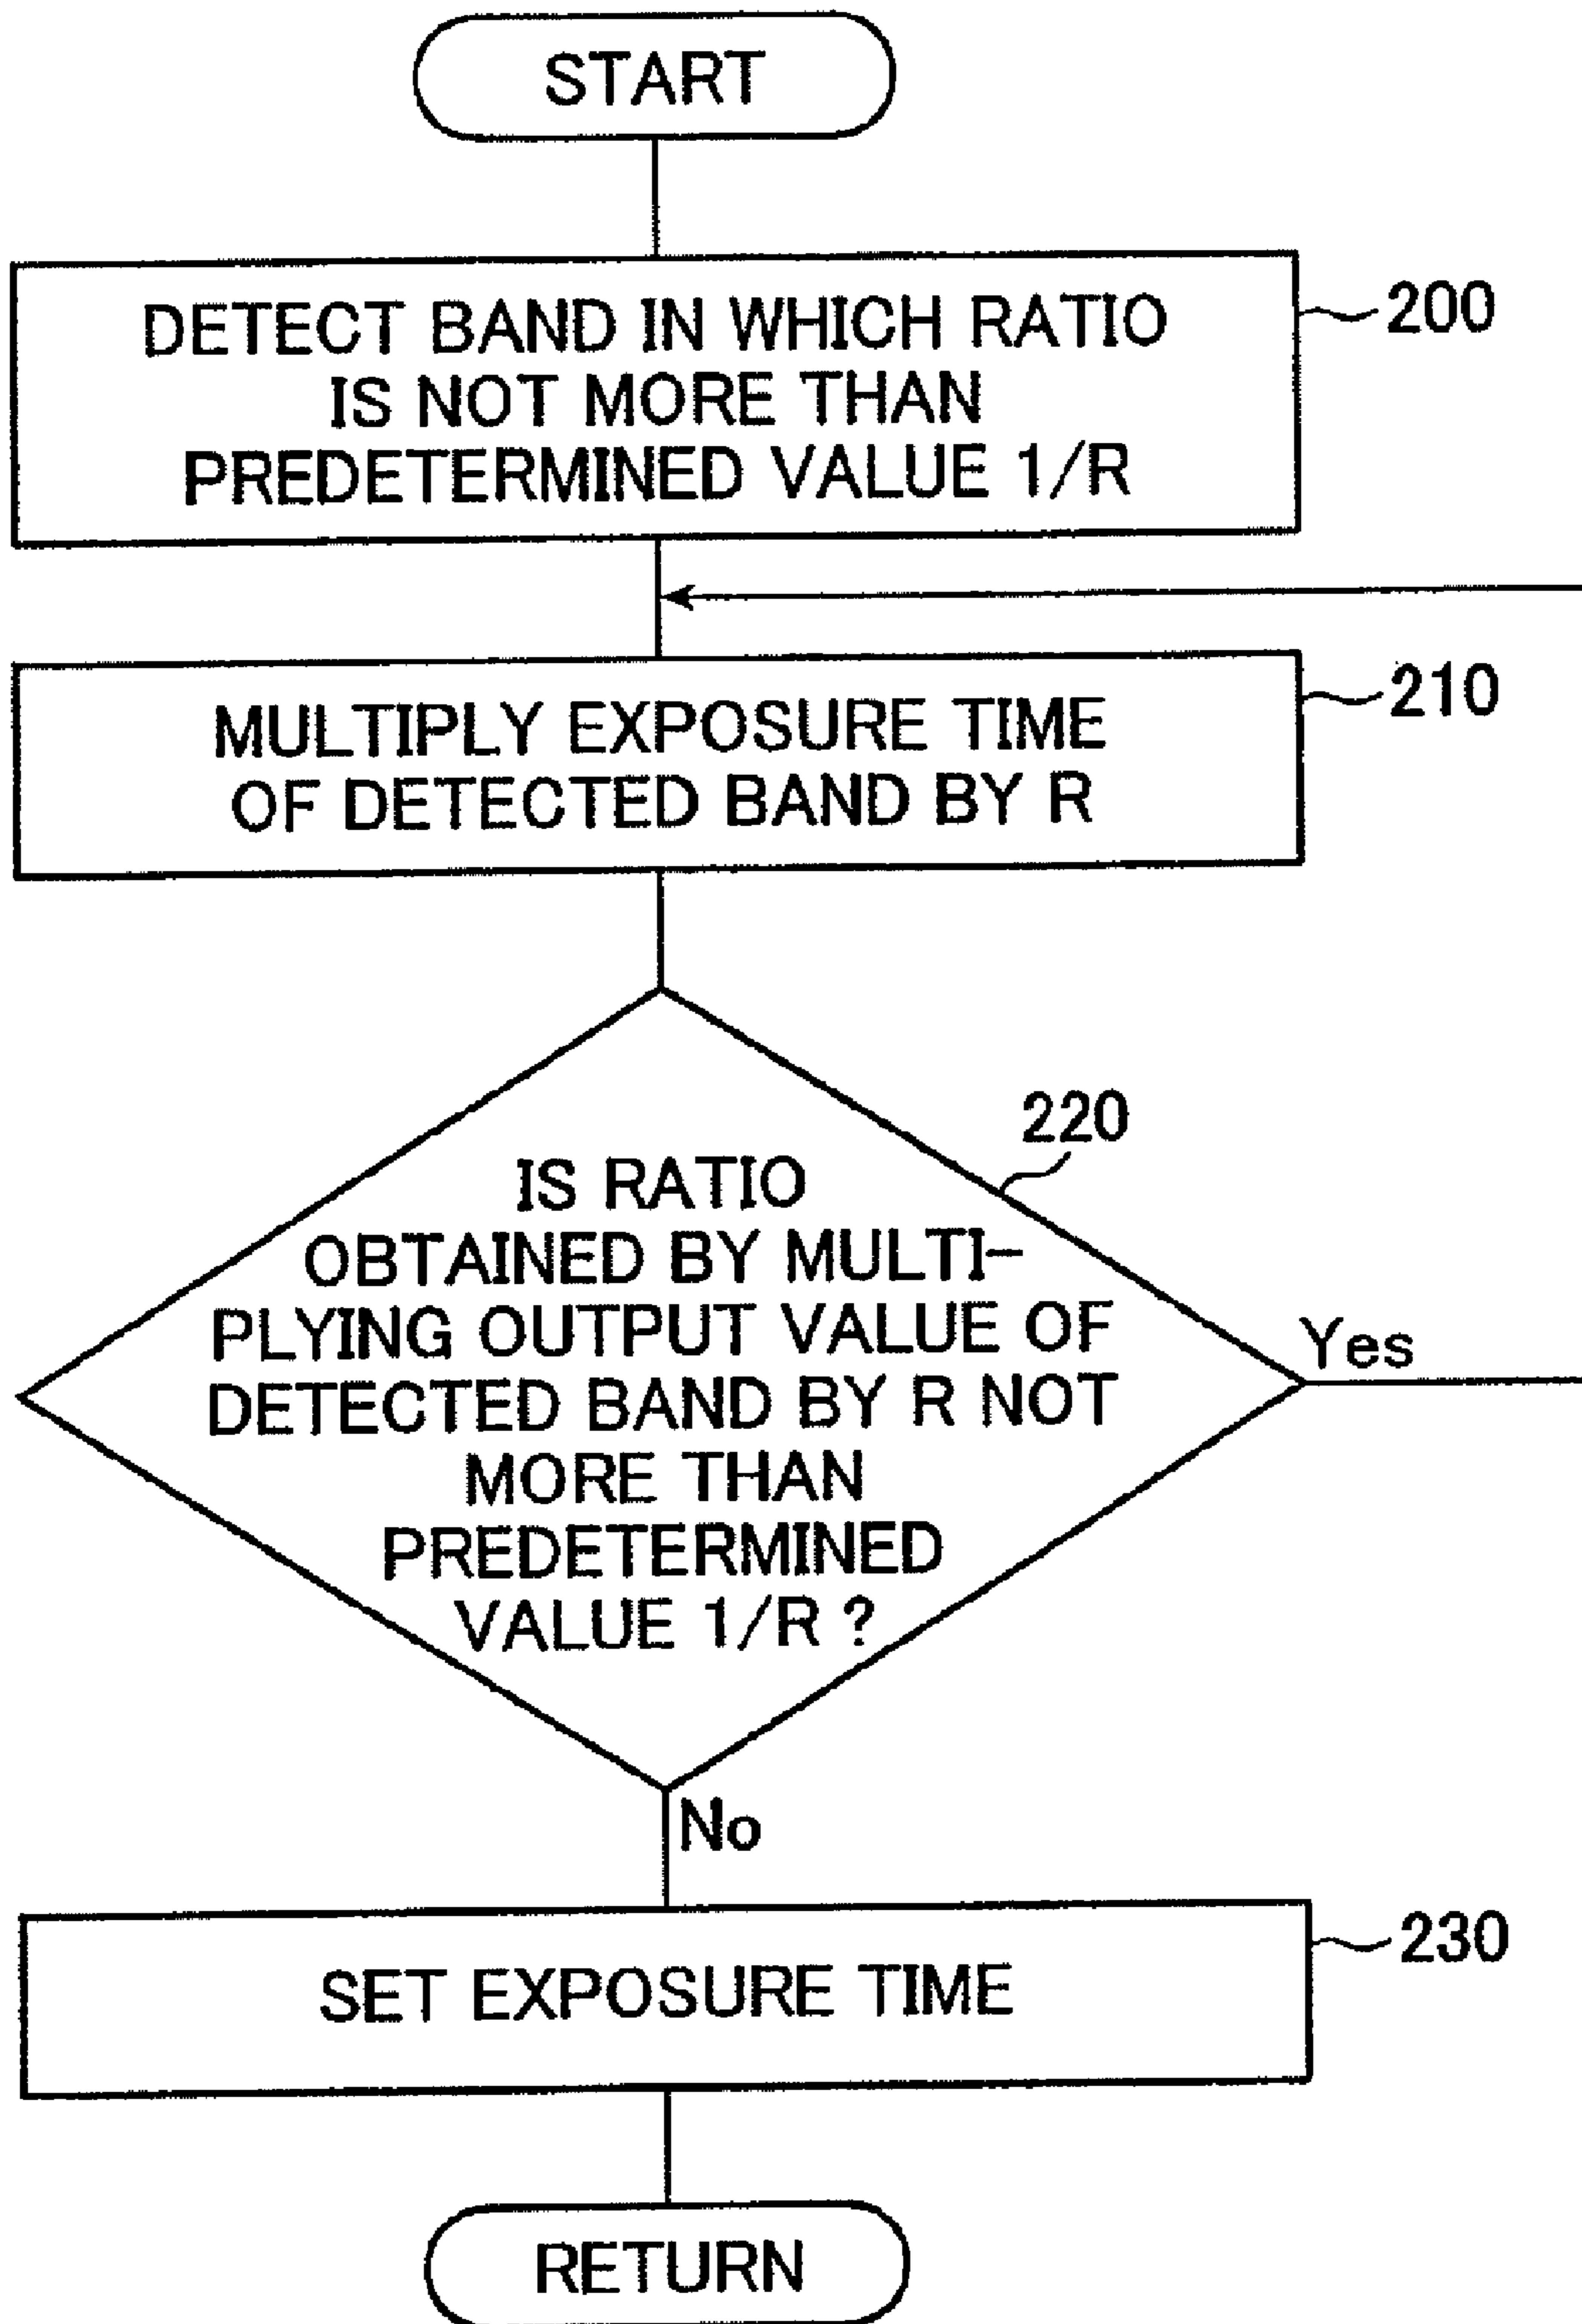 START
DETECT BAND IN WHICH RATIO
IS NOT MORE THAN
PREDETERMINED VALUE 1/R
200
MULTIPLY EXPOSURE TIME
OF DETECTED BAND BY R
210
220
IS RATIO
OBTAINED BY MULTI-
PLYING OUTPUT VALUE OF
DETECTED BAND BY R NOT
MORE THAN
PREDETERMINED
VALUE 1/R ?
Yes
No
SET EXPOSURE TIME
230
RETURN